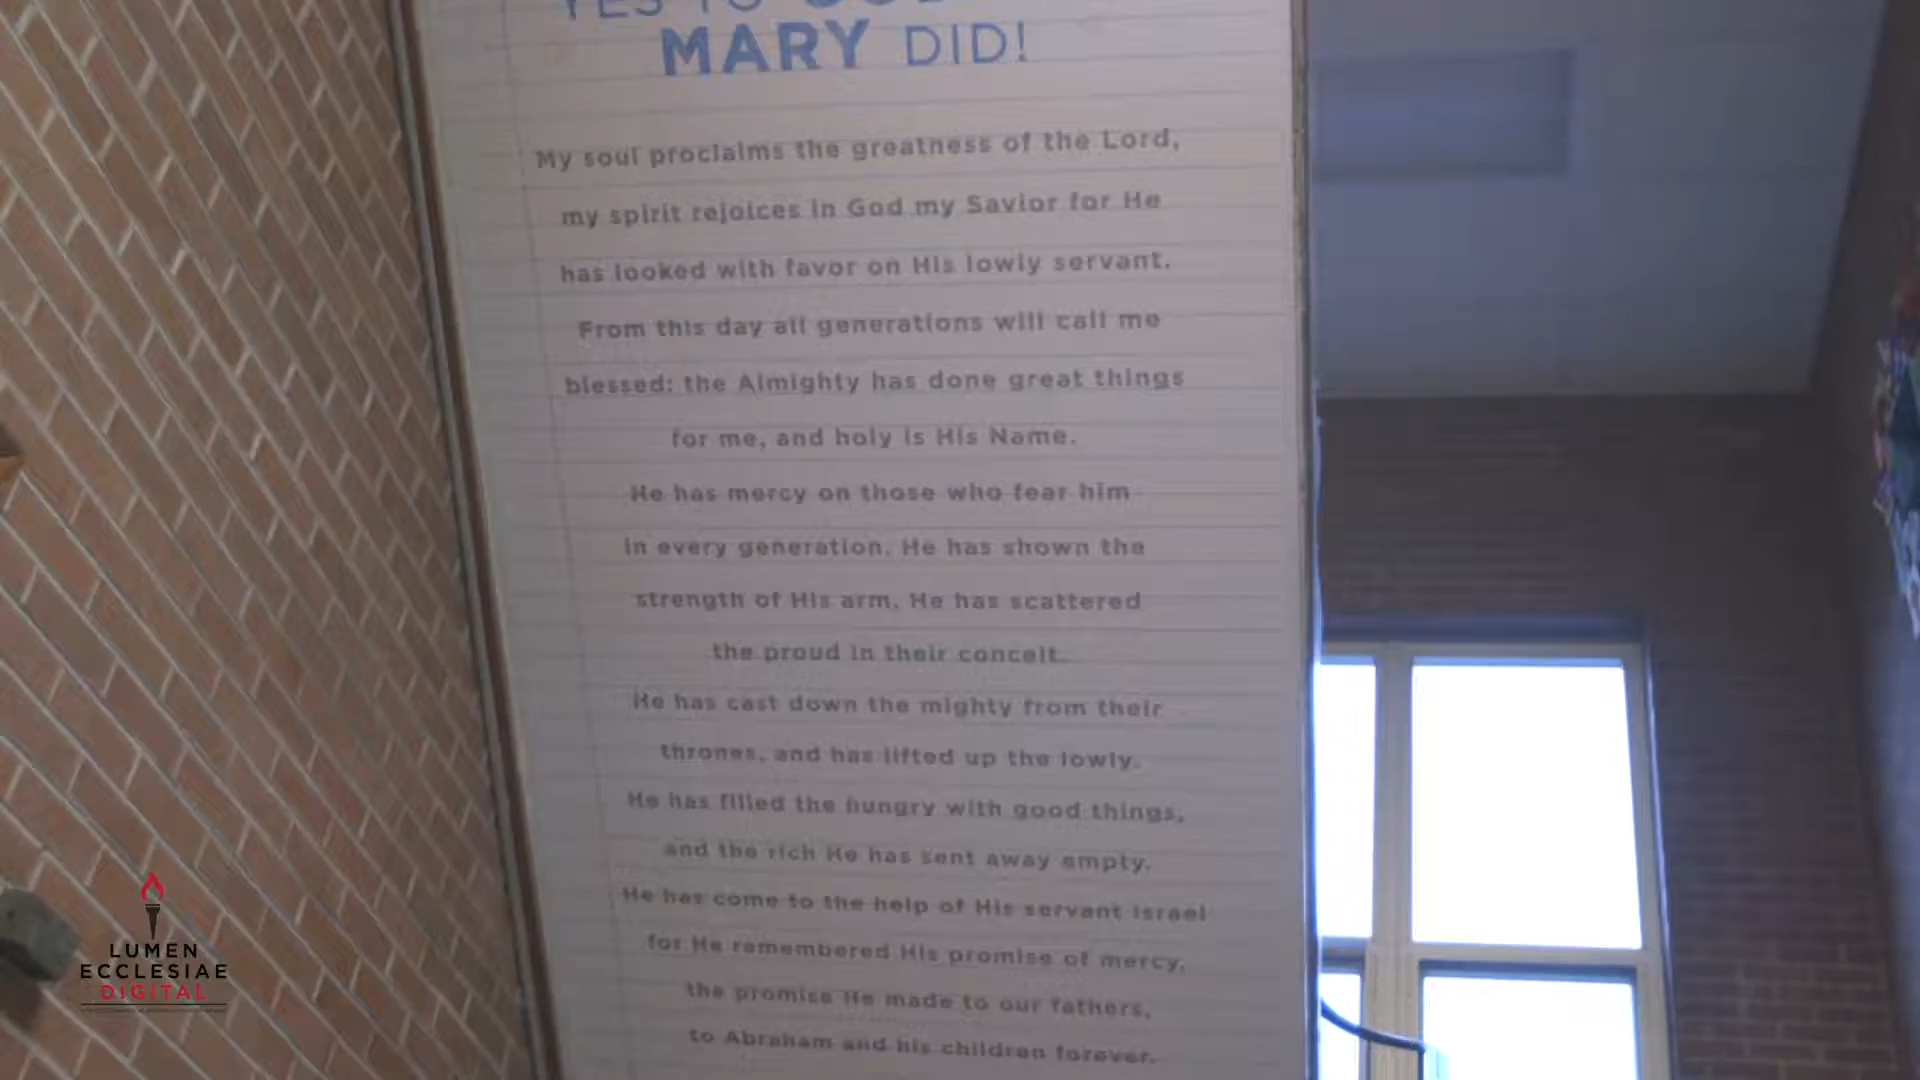 YES TO GOD
MARY DID!
My soul proclaims the greatness of the Lord,
my spirit rejoices in God my Savior for He
has looked with favor on His lowly servant.
From this day all generations will call me
blessed: the Almighty has done great things
for me, and holy is His Name.
He has mercy on those who fear him
in every generation. He has shown the
strength of His arm, He has scattered
the proud in their conceit.
He has cast down the mighty from their
thrones, and has lifted up the lowly.
He has filled the hungry with good things,
and the rich He has sent away empty.
He has come to the help of His servant Israel
for He remembered His promise of mercy,
the promise He made to our fathers,
to Abraham and his children forever.
LUMEN
ECCLESIAE
DIGITAL